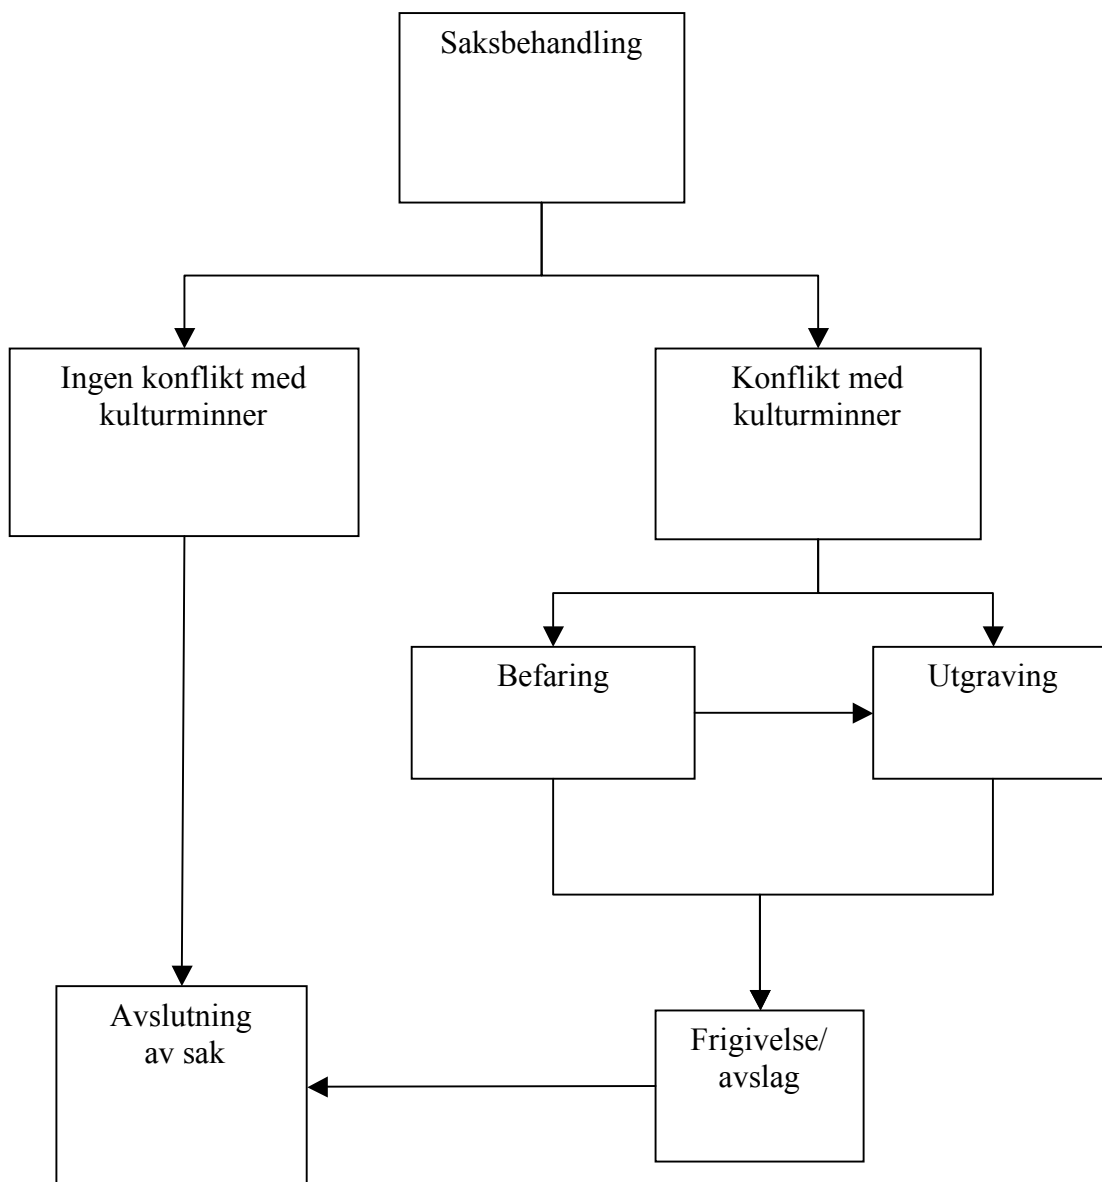 Saksbehandling
Ingen konflikt med
kulturminner
Konflikt med
kulturminner
Befaring
Utgraving
Avslutning
av sak
Frigivelse/
avslag